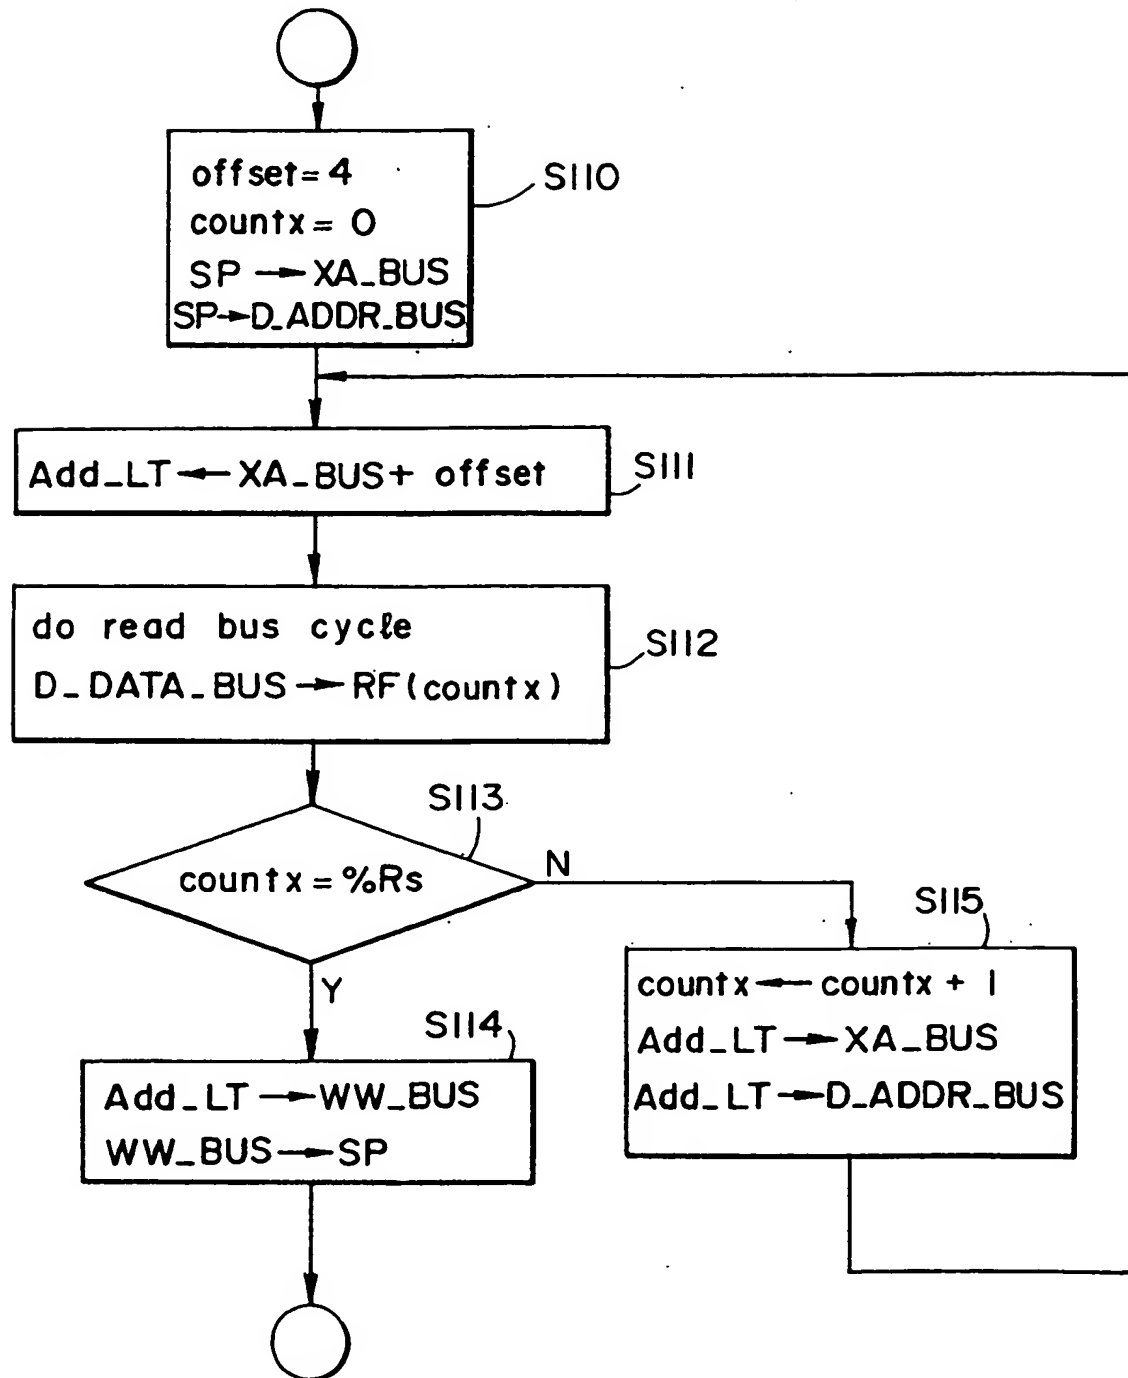 offset = 4
countx = 0
SP → XA_BUS
SP → D_ADDR_BUS
S110
Add_LT ← XA_BUS + offset
S111
do read bus cycle
D_DATA_BUS → RF(countx)
S112
S113
countx = %Rs
N
Y
S115
countx ← countx + 1
Add_LT → XA_BUS
Add_LT → D_ADDR_BUS
S114
Add_LT → WW_BUS
WW_BUS → SP